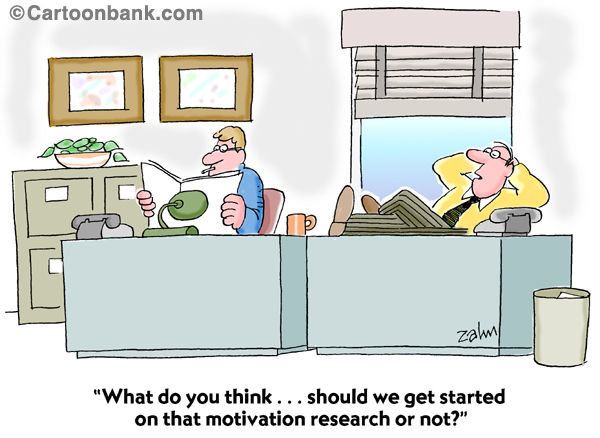 ©Cartoonbank.com
zahn
"What do you think . . . should we get started
on that motivation research or not?"